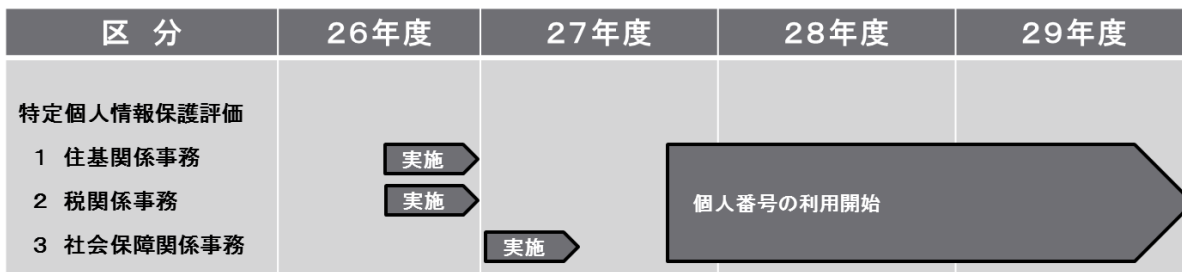 区 分 26年度 27年度 28年度 29年度
特定個人情報保護評価
1 住基関係事務 実施
2 税関係事務 実施 個人番号の利用開始
3 社会保障関係事務 実施